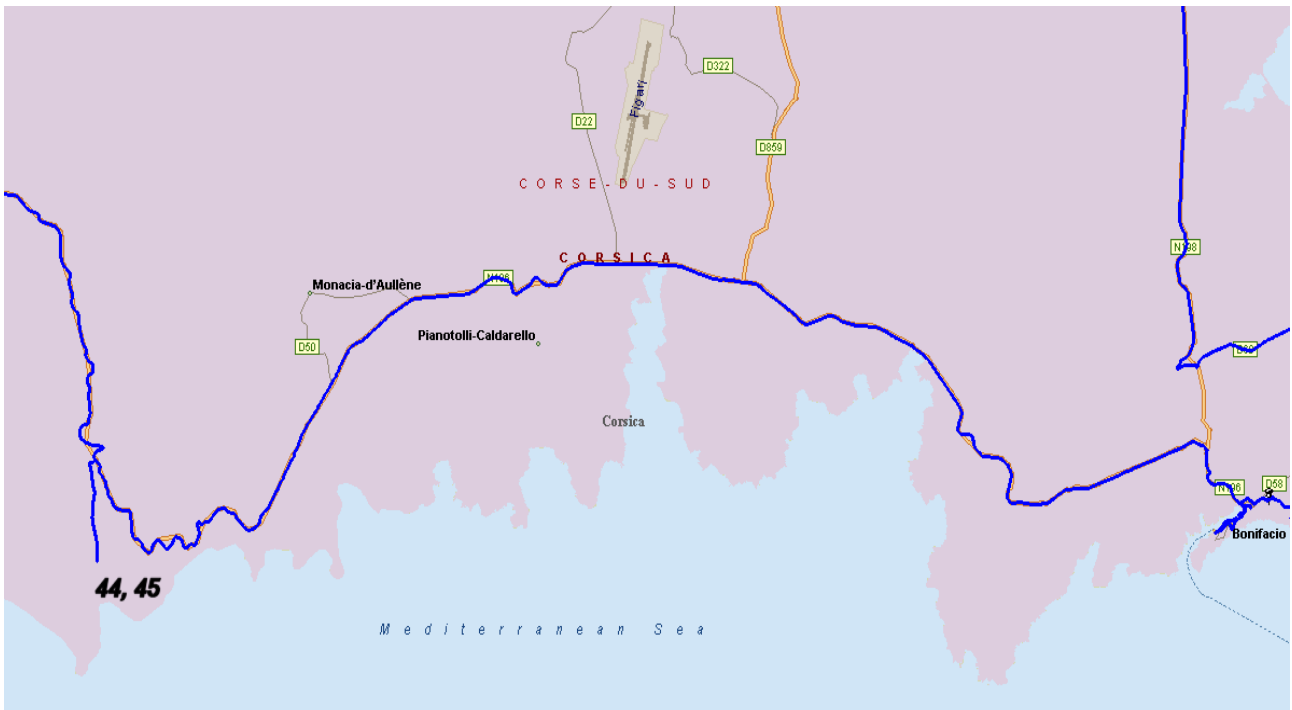 D322
Figari
D22
D859
CORSE-DU-SUD
N198
CORSICA
N196
Monacia-d'Aullène
Pianotolli-Caldarello
D50
D60
Corsica
D58
N196
Bonifacio
44, 45
Mediterranean Sea